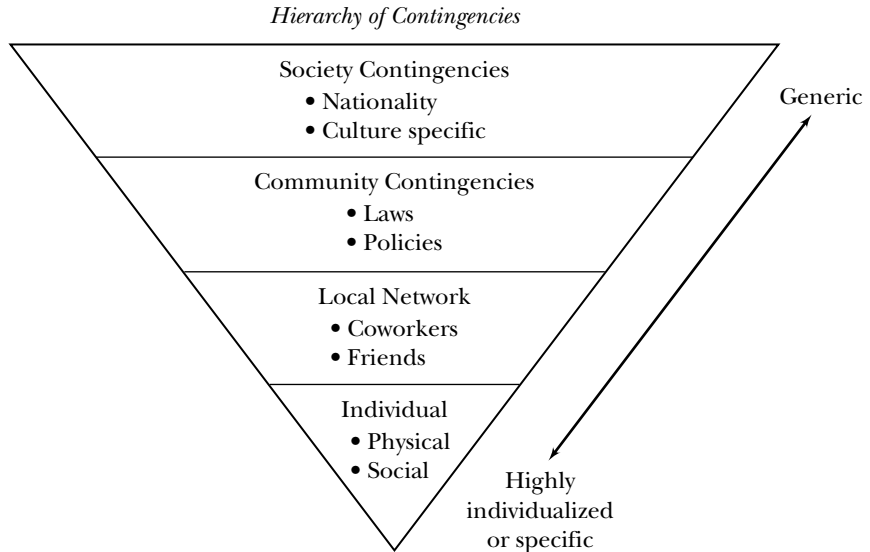 Hierarchy of Contingencies
Society Contingencies
• Nationality
• Culture specific
Generic
Community Contingencies
• Laws
• Policies
Local Network
• Coworkers
• Friends
Individual
• Physical
• Social
Highly
individualized
or specific